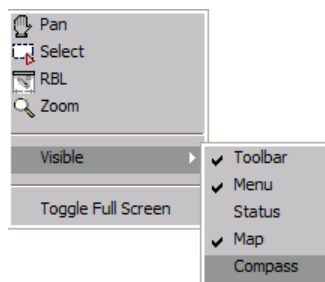 Pan
Select
RBL
Zoom
Visible
Toggle Full Screen
Toolbar
Menu
Status
Map
Compass